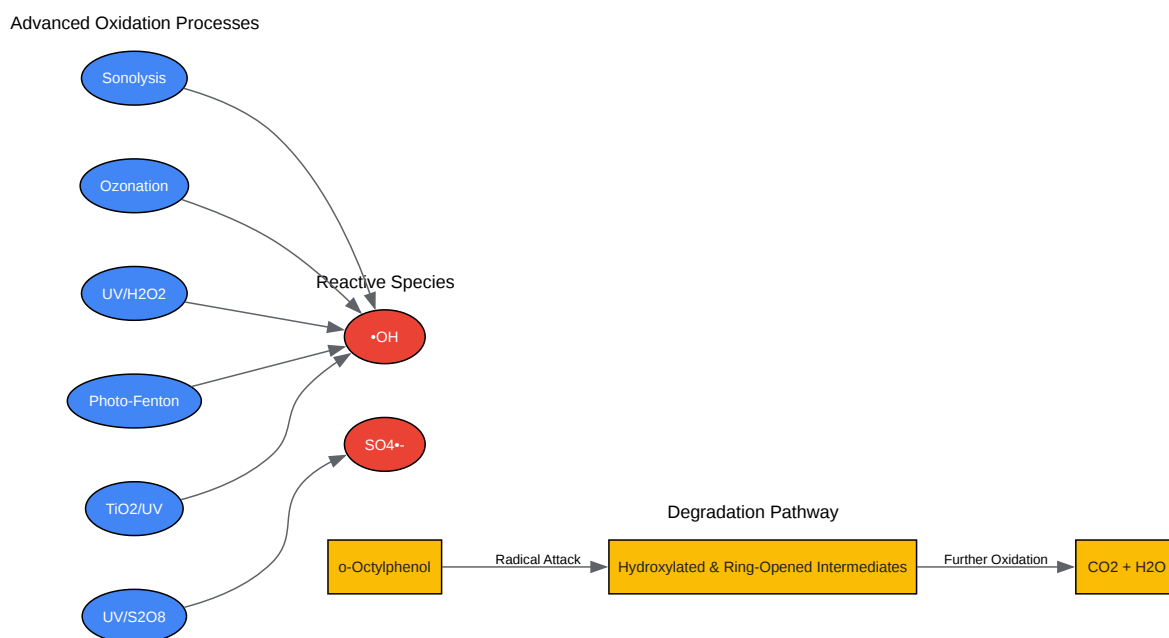 Advanced Oxidation Processes
Sonolysis
Ozonation
UV/H2O2
Photo-Fenton
TiO2/UV
UV/S2O8
Reactive Species
•OH
SO4•-
Degradation Pathway
o-Octylphenol
Radical Attack
Hydroxylated & Ring-Opened Intermediates
Further Oxidation
CO2 + H2O